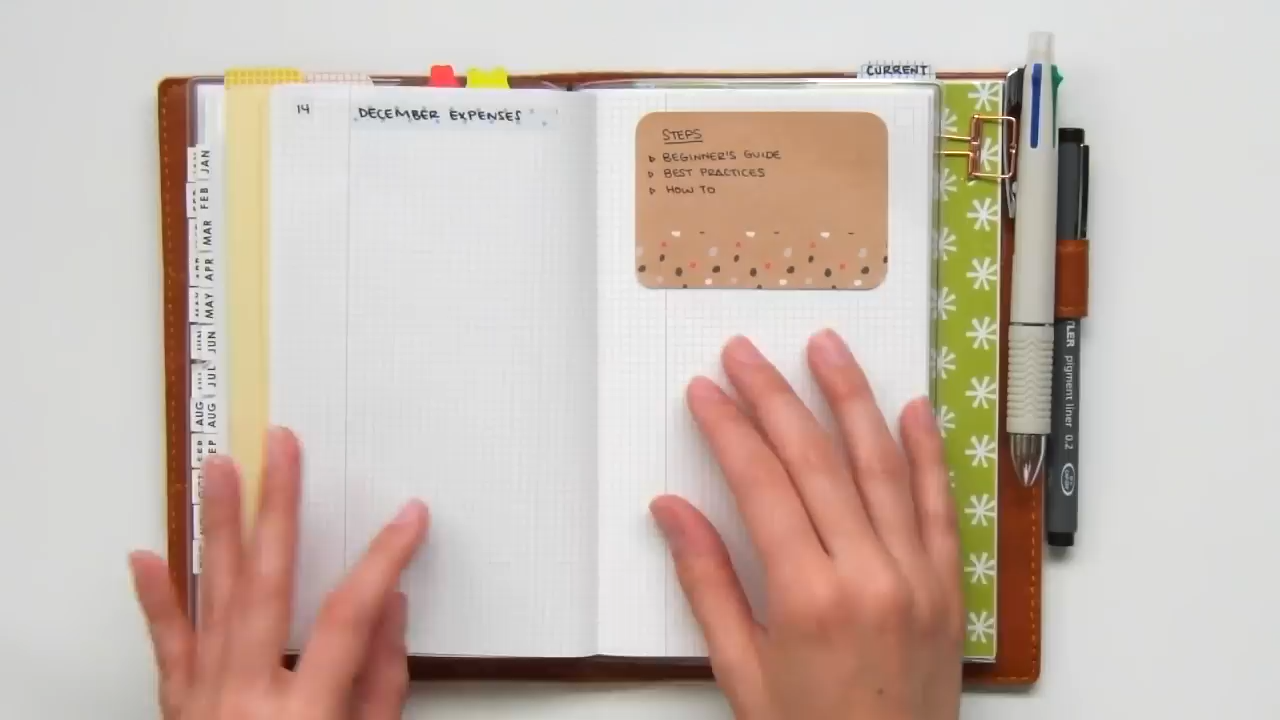 CURRENT
14 DECEMBER EXPENSES
STEPS
▹ BEGINNER'S GUIDE
▹ BEST PRACTICES
▹ HOW TO
JAN
FEB
MAR
APR
MAY
JUN
JUL
AUG AUG
pigment liner 0.2